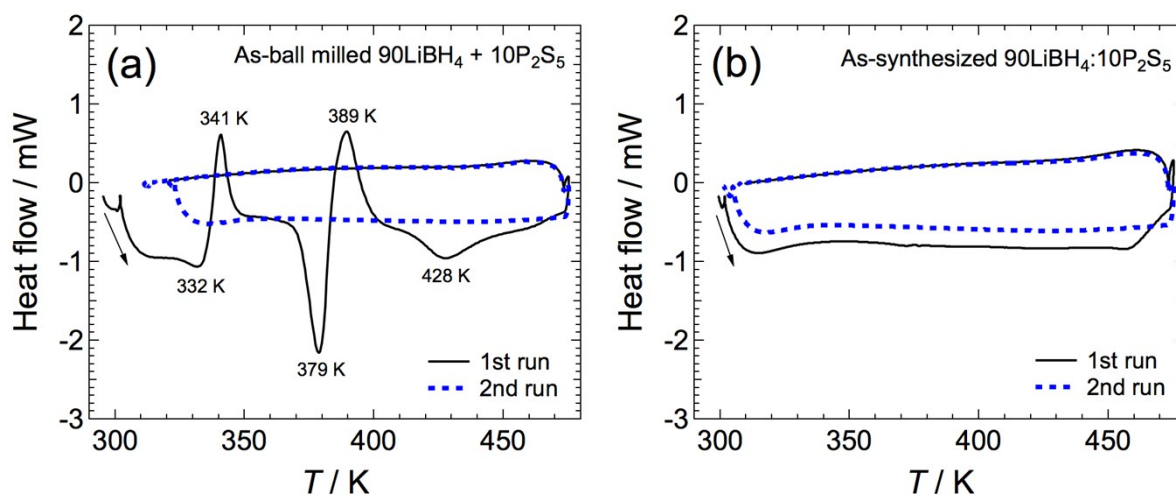 (a)
As-ball milled 90LiBH₄ + 10P₂S₅
2
1
0
-1
-2
-3
Heat flow / mW
341 K
389 K
332 K
379 K
428 K
1st run
2nd run
300
350
400
450
T / K
(b)
As-synthesized 90LiBH₄:10P₂S₅
2
1
0
-1
-2
-3
Heat flow / mW
1st run
2nd run
300
350
400
450
T / K